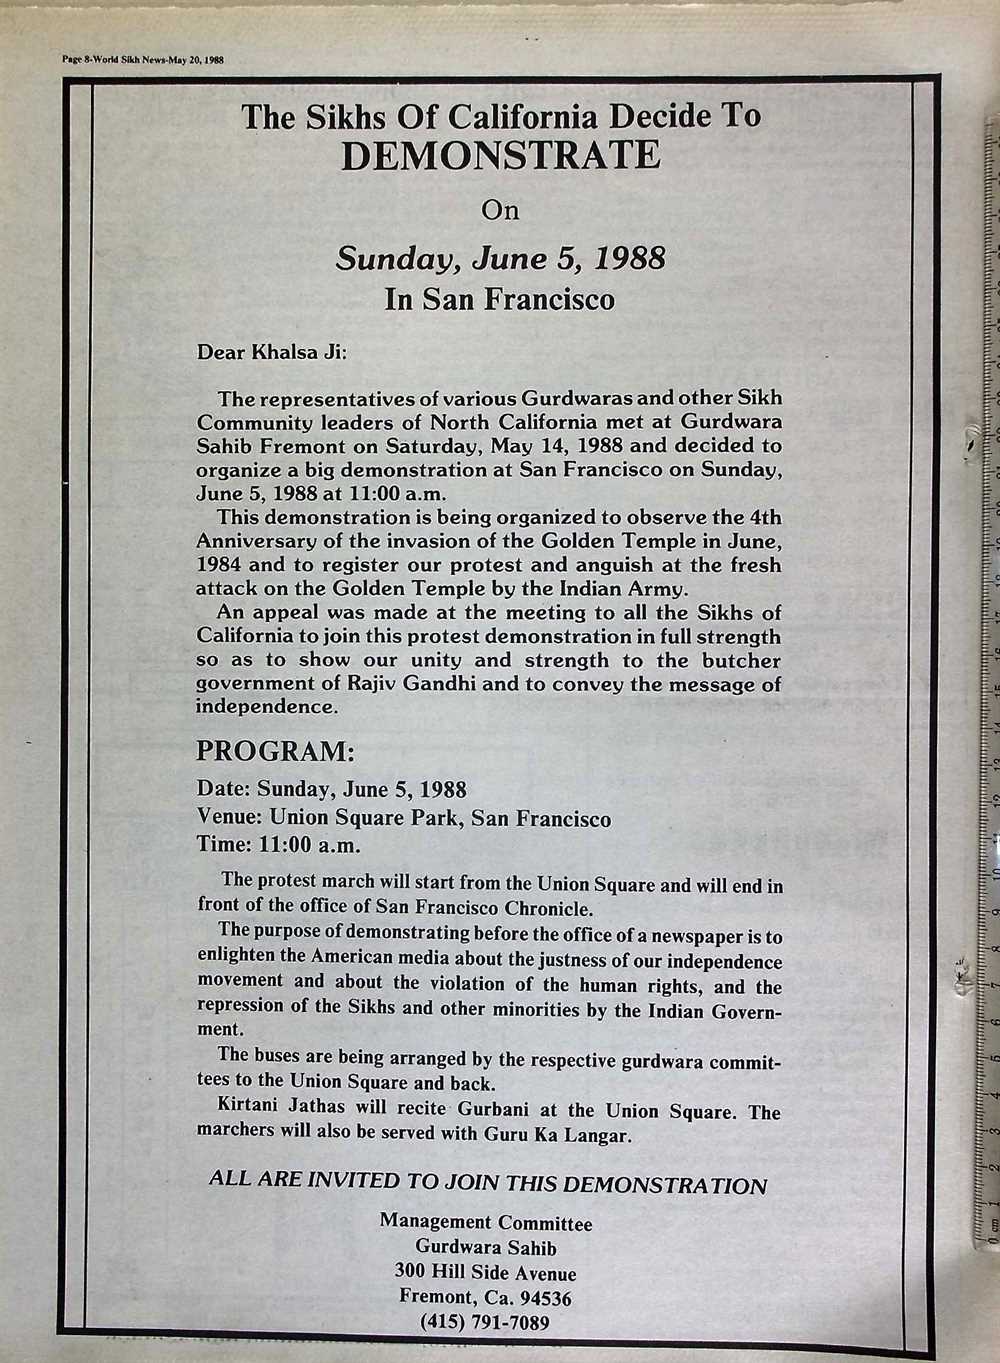 Page 8-World Sikh News-May 20, 1988
The Sikhs Of California Decide To
DEMONSTRATE
On
Sunday, June 5, 1988
In San Francisco
Dear Khalsa Ji:
The representatives of various Gurdwaras and other Sikh
Community leaders of North California met at Gurdwara
Sahib Fremont on Saturday, May 14, 1988 and decided to
organize a big demonstration at San Francisco on Sunday,
June 5, 1988 at 11:00 a.m.
This demonstration is being organized to observe the 4th
Anniversary of the invasion of the Golden Temple in June,
1984 and to register our protest and anguish at the fresh
attack on the Golden Temple by the Indian Army.
An appeal was made at the meeting to all the Sikhs of
California to join this protest demonstration in full strength
so as to show our unity and strength to the butcher
government of Rajiv Gandhi and to convey the message of
independence.
PROGRAM:
Date: Sunday, June 5, 1988
Venue: Union Square Park, San Francisco
Time: 11:00 a.m.
The protest march will start from the Union Square and will end in
front of the office of San Francisco Chronicle.
The purpose of demonstrating before the office of a newspaper is to
enlighten the American media about the justness of our independence
movement and about the violation of the human rights, and the
repression of the Sikhs and other minorities by the Indian Govern-
ment.
The buses are being arranged by the respective gurdwara commit-
tees to the Union Square and back.
Kirtani Jathas will recite Gurbani at the Union Square. The
marchers will also be served with Guru Ka Langar.
ALL ARE INVITED TO JOIN THIS DEMONSTRATION
Management Committee
Gurdwara Sahib
300 Hill Side Avenue
Fremont, Ca. 94536
(415) 791-7089